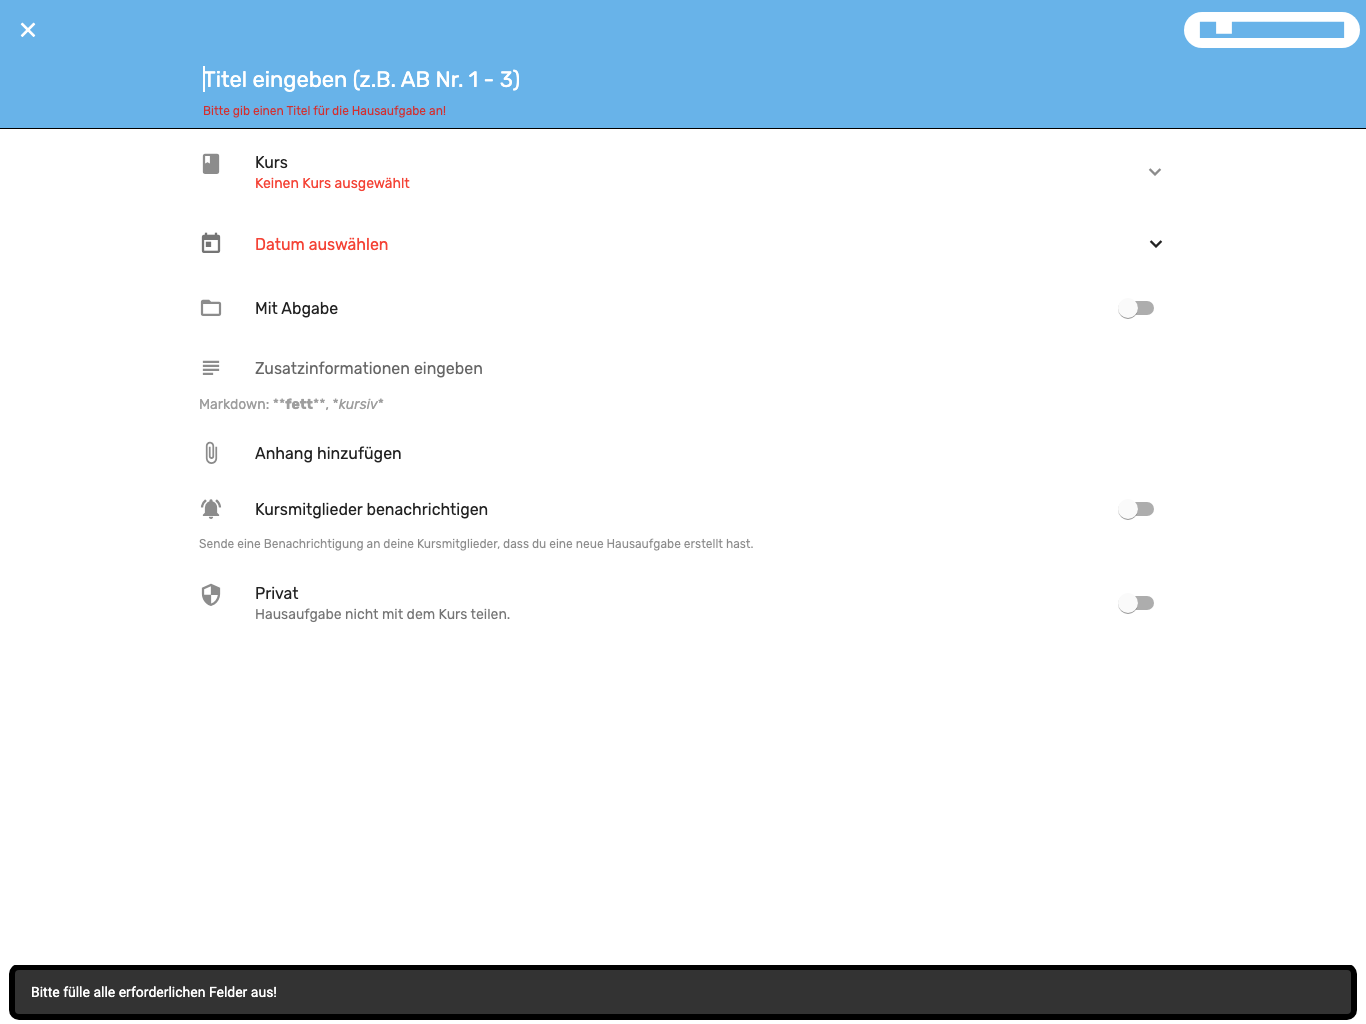 Titel eingeben (z.B. AB Nr. 1 - 3)
Bitte gib einen Titel für die Hausaufgabe an!
Kurs
Keinen Kurs ausgewählt
Datum auswählen
Mit Abgabe
Zusatzinformationen eingeben
Markdown: **fett**, *kursiv*
Anhang hinzufügen
Kursmitglieder benachrichtigen
Sende eine Benachrichtigung an deine Kursmitglieder, dass du eine neue Hausaufgabe erstellt hast.
Privat
Hausaufgabe nicht mit dem Kurs teilen.
Bitte fülle alle erforderlichen Felder aus!